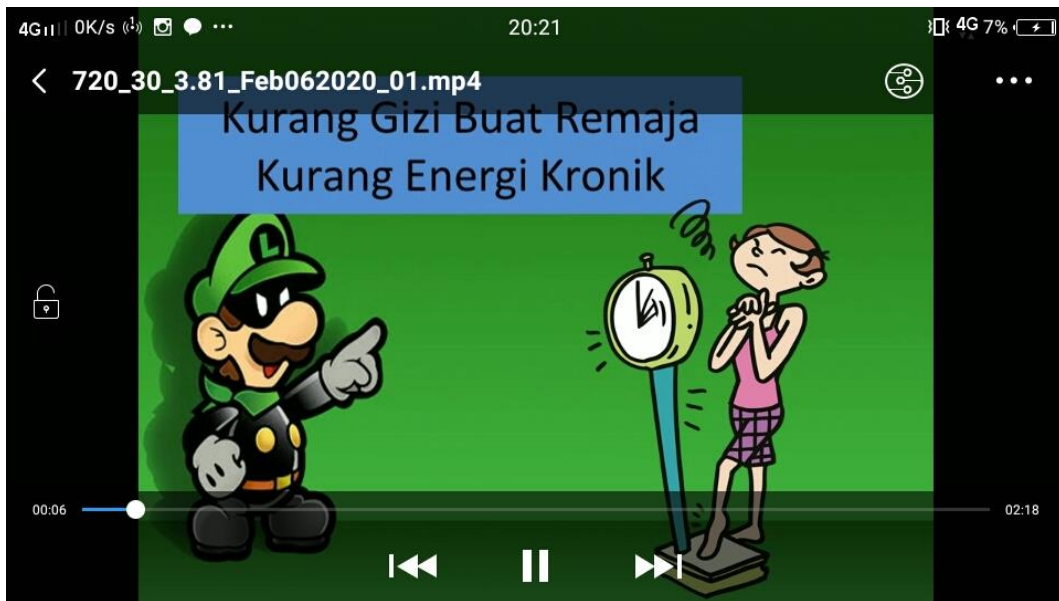 4G 0K/s 20:21 4G 7%
720_30_3.81_Feb062020_01.mp4
Kurang Gizi Buat Remaja
Kurang Energi Kronik
L
00:06 02:18